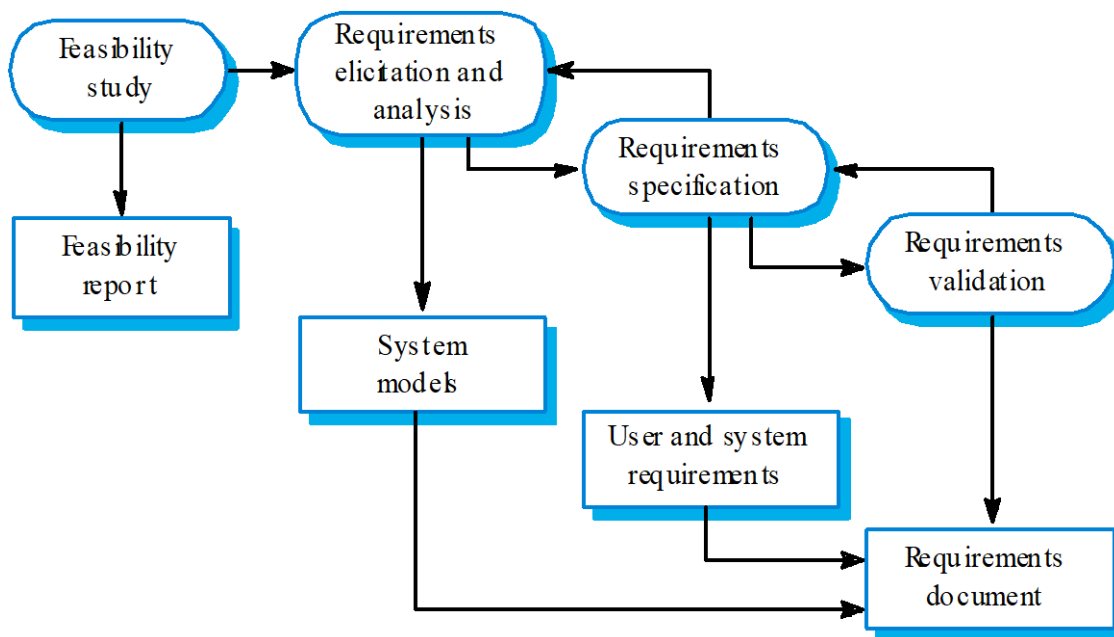 Feasibility
study
Requirements
elicitation and
analysis
Requirements
specification
Requirements
validation
Feasibility
report
System
models
User and system
requirements
Requirements
document